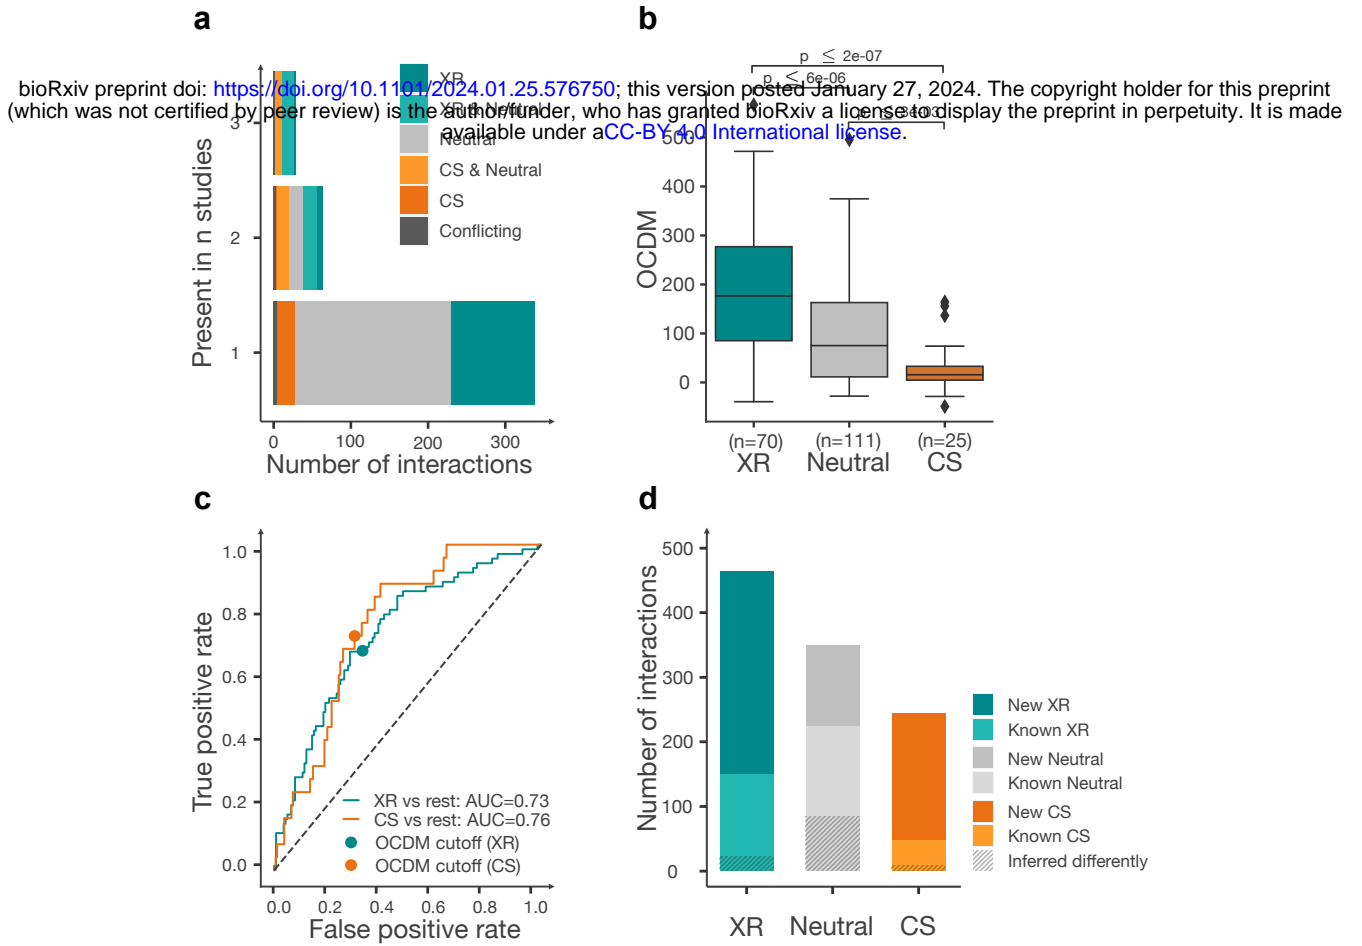 a
b
bioRxiv preprint doi: https://doi.org/10.1101/2024.01.25.576750; this version posted January 27, 2024. The copyright holder for this preprint
(which was not certified by peer review) is the author/funder, who has granted bioRxiv a license to display the preprint in perpetuity. It is made
available under aCC-BY 4.0 International license.
XR
XR & Neutral
Neutral
CS & Neutral
CS
Conflicting
Present in n studies
3
2
1
0 100 200 300
Number of interactions
p ≤ 2e-07
p ≤ 6e-06
p ≤ 8e-03
OCDM
500
400
300
200
100
0
(n=70) (n=111) (n=25)
XR Neutral CS
c
d
True positive rate
1.0
0.8
0.6
0.4
0.2
0.0
XR vs rest: AUC=0.73
CS vs rest: AUC=0.76
OCDM cutoff (XR)
OCDM cutoff (CS)
0.0 0.2 0.4 0.6 0.8 1.0
False positive rate
Number of interactions
500
400
300
200
100
0
XR Neutral CS
New XR
Known XR
New Neutral
Known Neutral
New CS
Known CS
Inferred differently